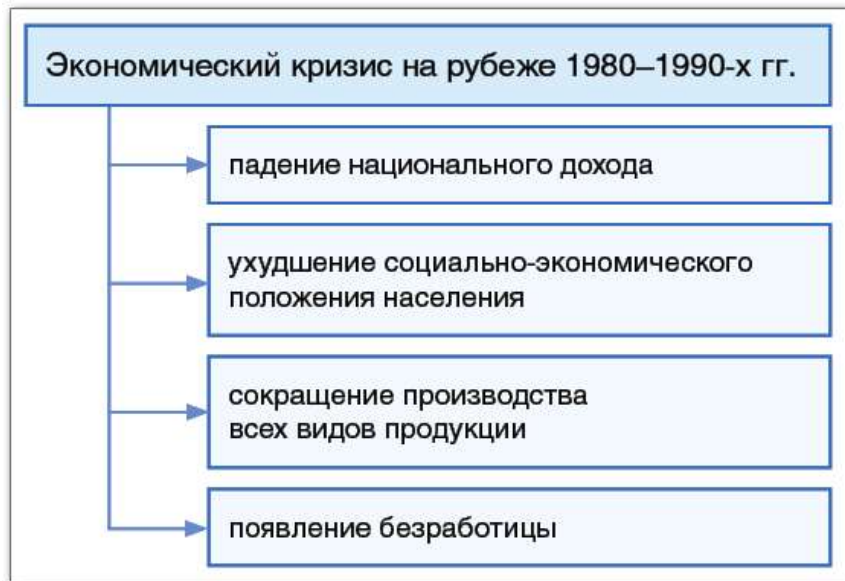 Экономический кризис на рубеже 1980–1990-х гг.
падение национального дохода
ухудшение социально-экономического
положения населения
сокращение производства
всех видов продукции
появление безработицы